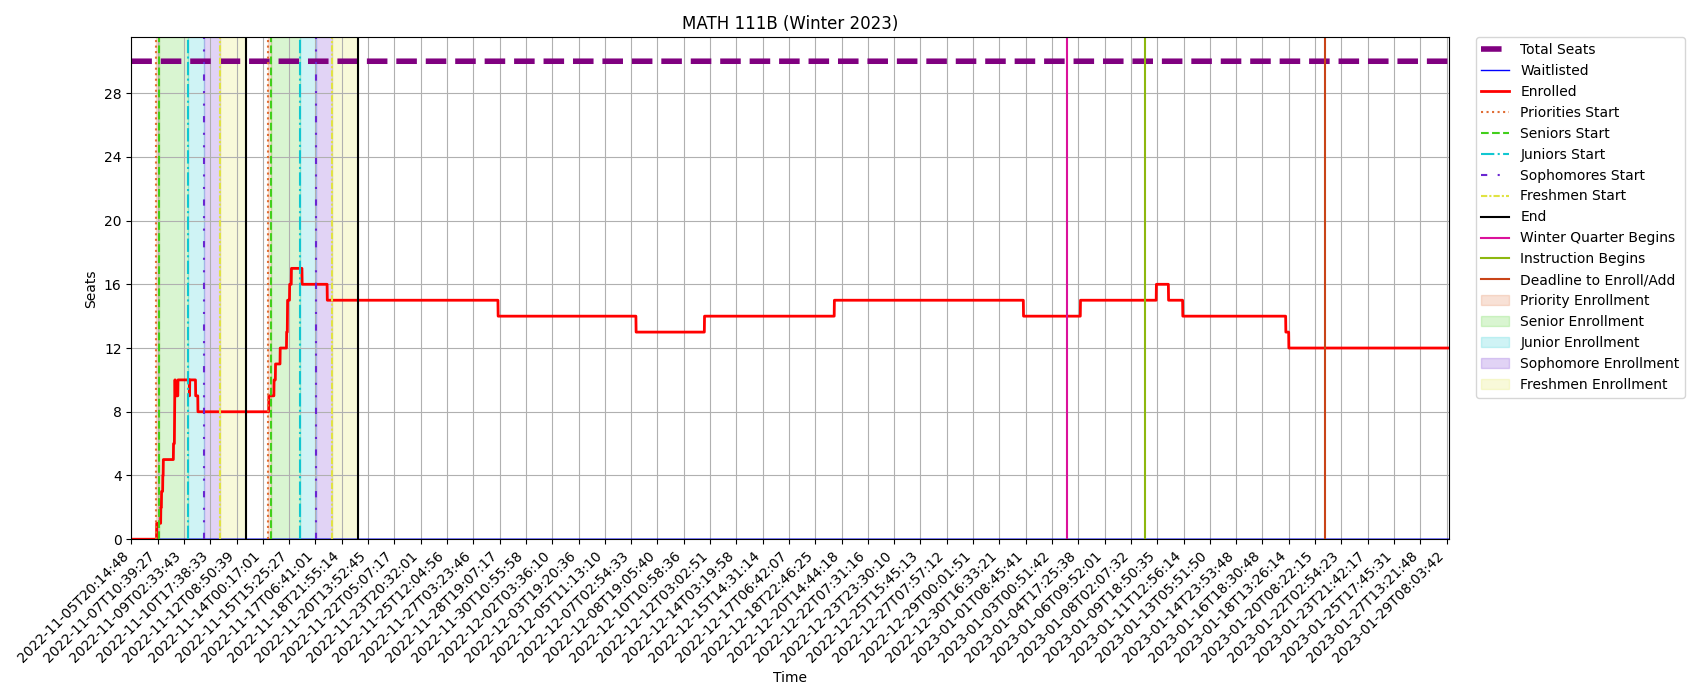 MATH 111B (Winter 2023)
Seats
28
24
20
16
12
8
4
0
2022-11-05T20:14:48
2022-11-07T10:39:27
2022-11-09T02:33:43
2022-11-10T17:38:33
2022-11-12T08:50:39
2022-11-14T00:17:01
2022-11-15T15:25:27
2022-11-17T06:41:01
2022-11-18T21:55:14
2022-11-20T13:52:45
2022-11-22T05:07:17
2022-11-23T20:32:01
2022-11-25T12:04:56
2022-11-27T03:23:46
2022-11-28T19:07:17
2022-11-30T10:55:58
2022-12-02T03:36:10
2022-12-03T19:20:36
2022-12-05T11:13:10
2022-12-07T02:54:33
2022-12-08T19:05:40
2022-12-10T10:58:36
2022-12-12T03:02:51
2022-12-13T19:58
2022-12-15T14:31:14
2022-12-17T06:42:07
2022-12-18T22:46:25
2022-12-20T14:44:18
2022-12-22T07:31:16
2022-12-23T23:30:10
2022-12-25T15:45:13
2022-12-27T07:57:12
2022-12-29T00:01:51
2022-12-30T16:33:21
2023-01-01T08:45:41
2023-01-03T00:51:42
2023-01-04T17:25:38
2023-01-06T09:52:01
2023-01-08T02:07:32
2023-01-09T18:50:35
2023-01-11T12:56:14
2023-01-13T05:51:50
2023-01-14T23:53:48
2023-01-16T18:30:48
2023-01-18T13:26:14
2023-01-20T08:22:15
2023-01-22T02:54:23
2023-01-23T21:42:17
2023-01-25T17:45:31
2023-01-27T13:21:48
2023-01-29T08:03:42
Time
Total Seats
Waitlisted
Enrolled
Priorities Start
Seniors Start
Juniors Start
Sophomores Start
Freshmen Start
End
Winter Quarter Begins
Instruction Begins
Deadline to Enroll/Add
Priority Enrollment
Senior Enrollment
Junior Enrollment
Sophomore Enrollment
Freshmen Enrollment